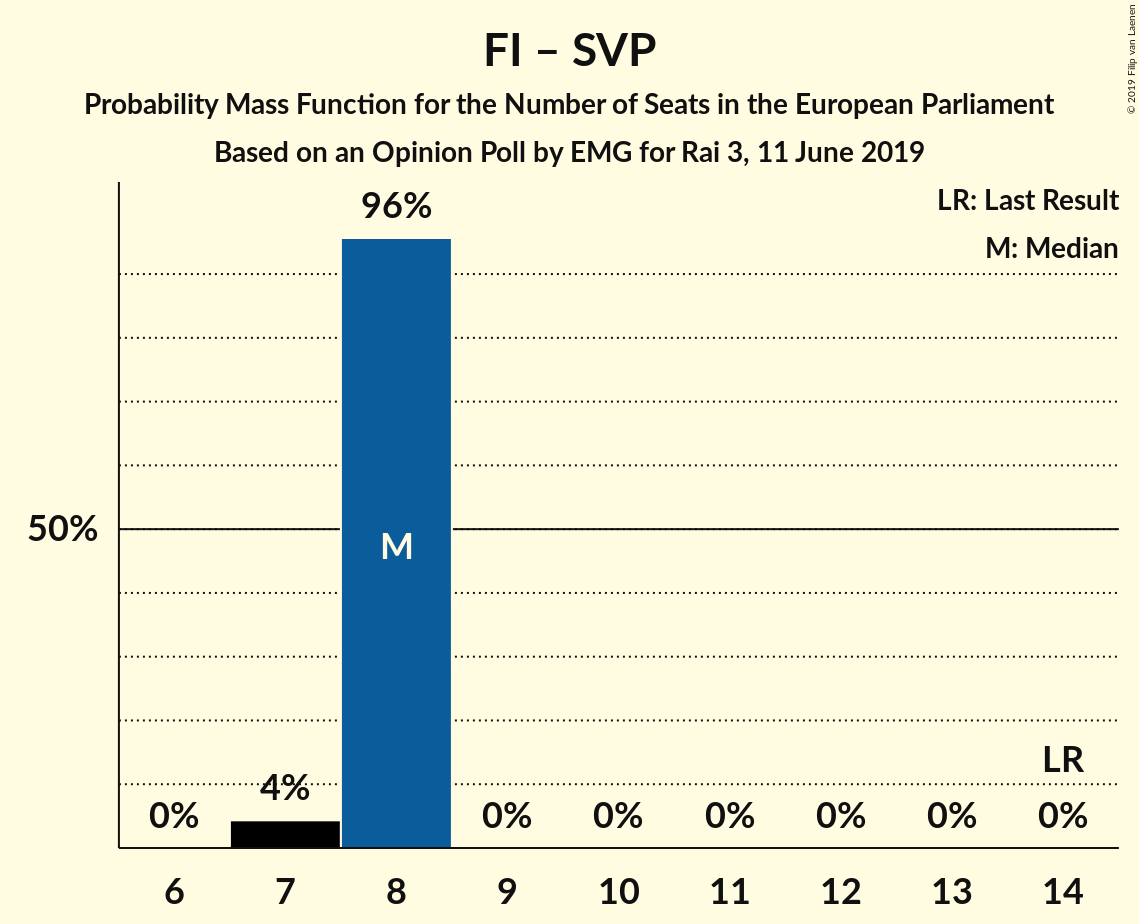 FI – SVP
Probability Mass Function for the Number of Seats in the European Parliament
Based on an Opinion Poll by EMG for Rai 3, 11 June 2019
© 2019 Filip van Laenen
LR: Last Result
M: Median
96%
50%
M
LR
4%
0% 0% 0% 0% 0% 0% 0%
6 7 8 9 10 11 12 13 14